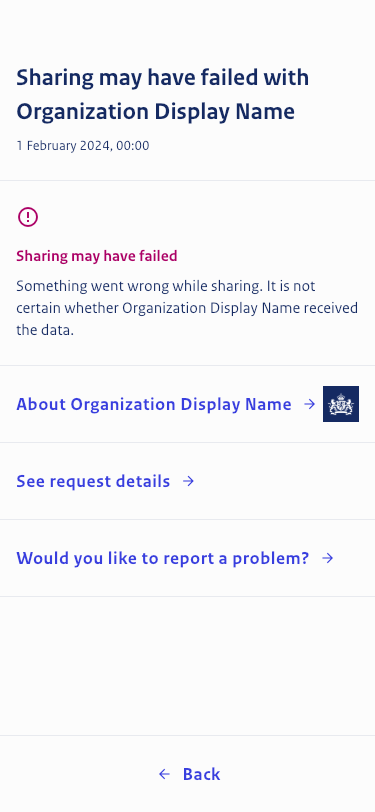 Sharing may have failed with
Organization Display Name
1 February 2024, 00:00
Sharing may have failed
Something went wrong while sharing. It is not
certain whether Organization Display Name received
the data.
About Organization Display Name
See request details
Would you like to report a problem?
Back